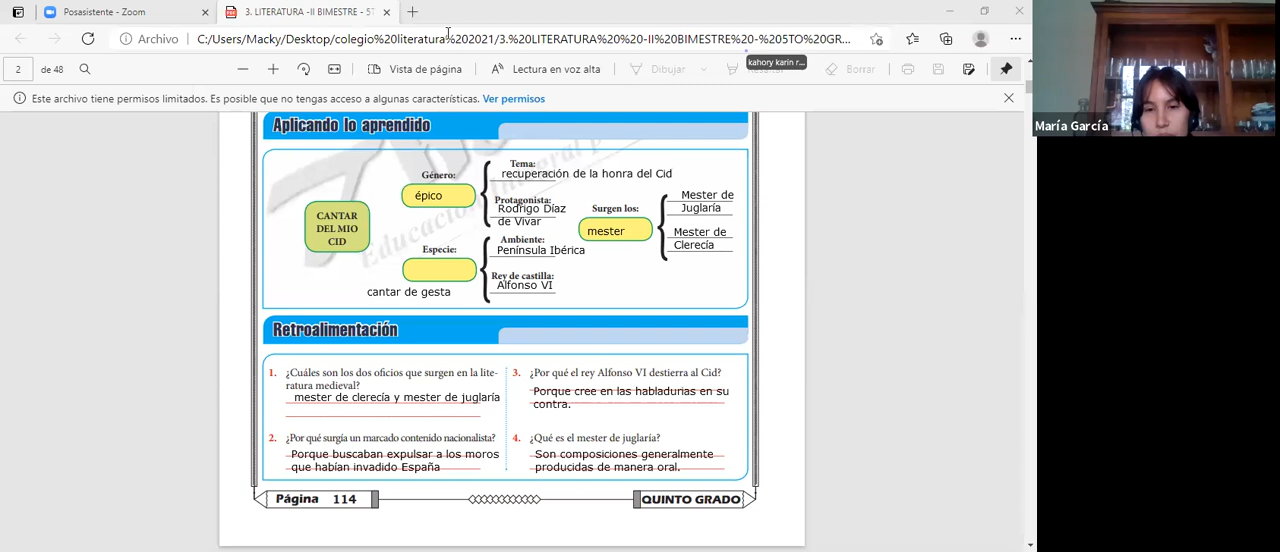 Posasistente - Zoom
3. LITERATURA -II BIMESTRE - 5T
Archivo
C:/Users/Macky/Desktop/colegio%20literatura%202021/3.%20LITERATURA%20%20-II%20BIMESTRE%20-%205TO%20GR...
2
de 48
Vista de página
Lectura en voz alta
Dibujar
kahory karin r...
Borrar
Este archivo tiene permisos limitados. Es posible que no tengas acceso a algunas características. Ver permisos
María García
Aplicando lo aprendido
CANTAR
DEL MIO
CID
Género:
épico
Tema:
recuperación de la honra del Cid
Protagonista:
Rodrigo Díaz
de Vivar
Especie:
cantar de gesta
Ambiente:
Península Ibérica
Rey de castilla:
Alfonso VI
Surgen los:
mester
Mester de
Juglaría
Mester de
Clerecía
Retroalimentación
1. ¿Cuáles son los dos oficios que surgen en la lite-
ratura medieval?
mester de clerecía y mester de juglaría
2. ¿Por qué surgía un marcado contenido nacionalista?
Porque buscaban expulsar a los moros
que habían invadido España
3. ¿Por qué el rey Alfonso VI destierra al Cid?
Porque cree en las habladurias en su
contra.
4. ¿Qué es el mester de juglaría?
Son composiciones generalmente
producidas de manera oral.
Página 114
QUINTO GRADO